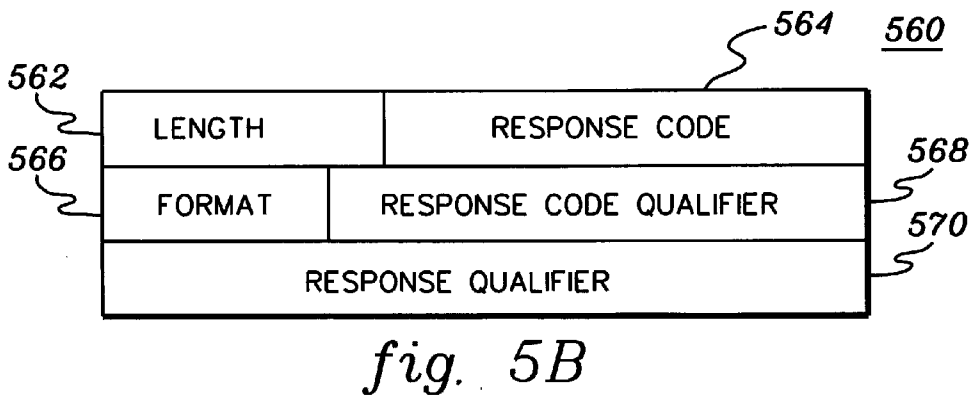 564
560
562
LENGTH
RESPONSE CODE
566
568
FORMAT
RESPONSE CODE QUALIFIER
570
RESPONSE QUALIFIER
fig. 5B